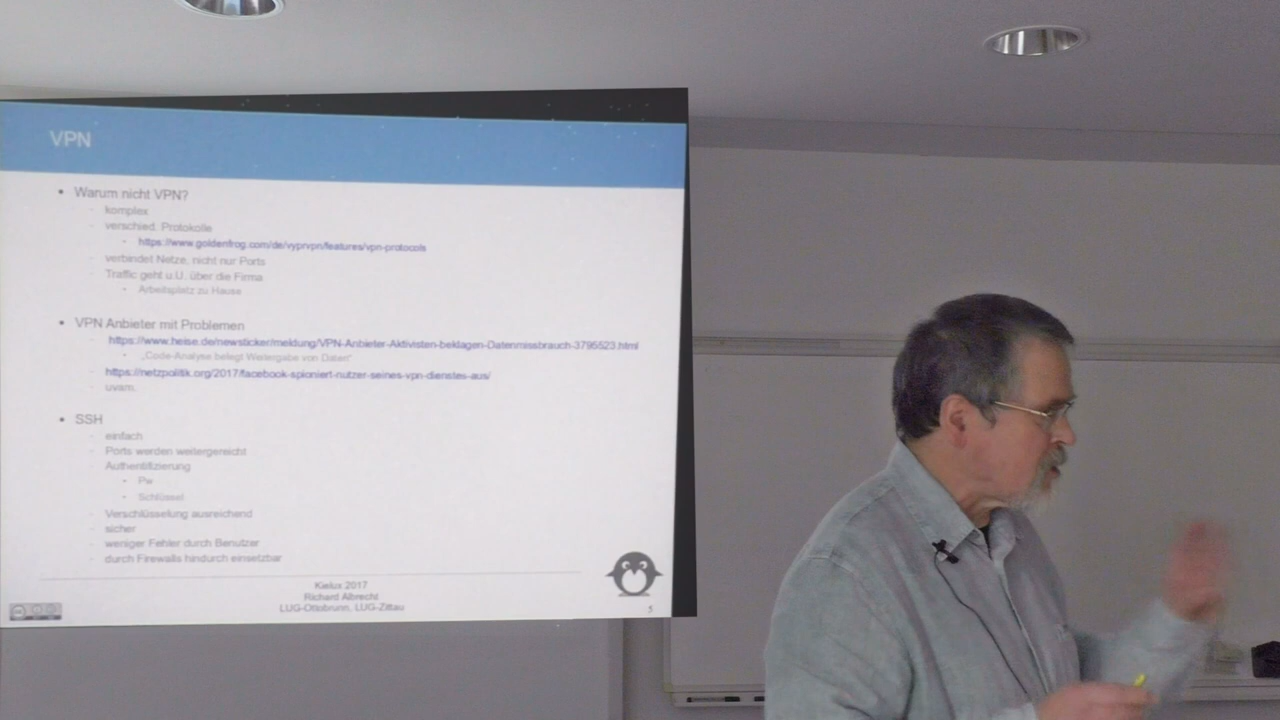 VPN
Warum nicht VPN?
komplex
verschied. Protokolle
https://www.goldenfrog.com/de/vyprvpn/features/vpn-protocols
verbindet Netze, nicht nur Ports
Traffic geht u.U. über die Firma
Arbeitsplatz zu Hause
VPN Anbieter mit Problemen
https://www.heise.de/newsticker/meldung/VPN-Anbieter-Aktivisten-beklagen-Datenmissbrauch-3795523.html
„Code-Analyse belegt Weitergabe von Daten“
https://netzpolitik.org/2017/facebook-spioniert-nutzer-seines-vpn-dienstes-aus/
uvam.
SSH
einfach
Ports werden weitergereicht
Authentifizierung
Pw
Schlüssel
Verschlüsselung ausreichend
sicher
weniger Fehler durch Benutzer
durch Firewalls hindurch einsetzbar
Kielux 2017
Richard Albrecht
LUG-Ottobrunn, LUG-Zittau
5